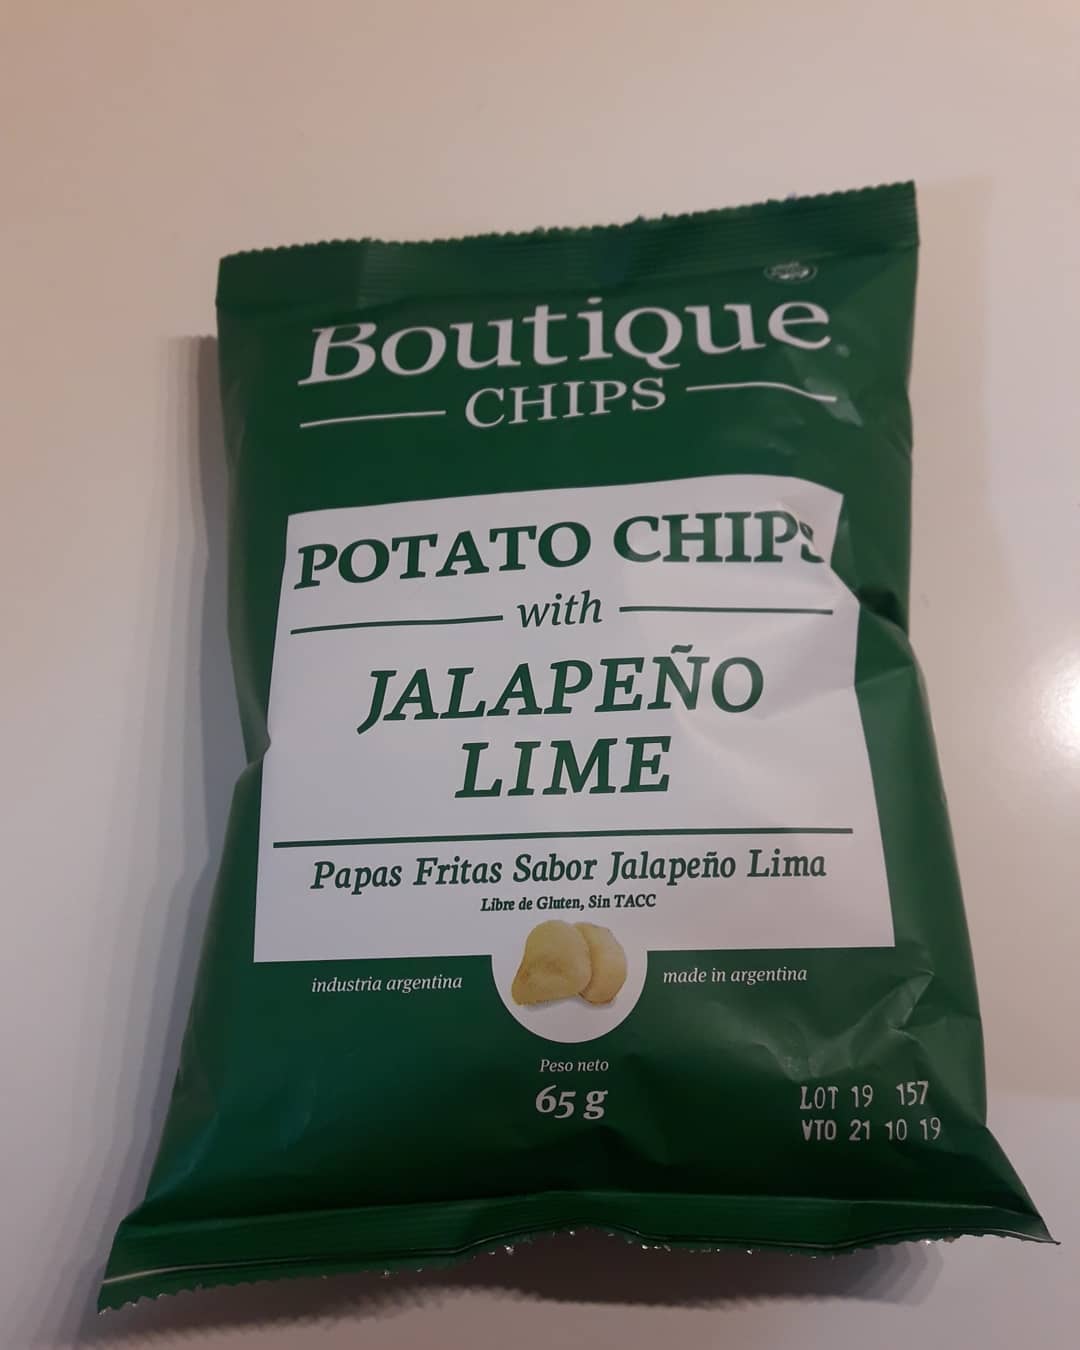 Boutique
CHIPS
POTATO CHIPS
with
JALAPEÑO
LIME
Papas Fritas Sabor Jalapeño Lima
Libre de Gluten, Sin TACC
industria argentina
made in argentina
Peso neto
65 g
LOT 19 157
VTO 21 10 19